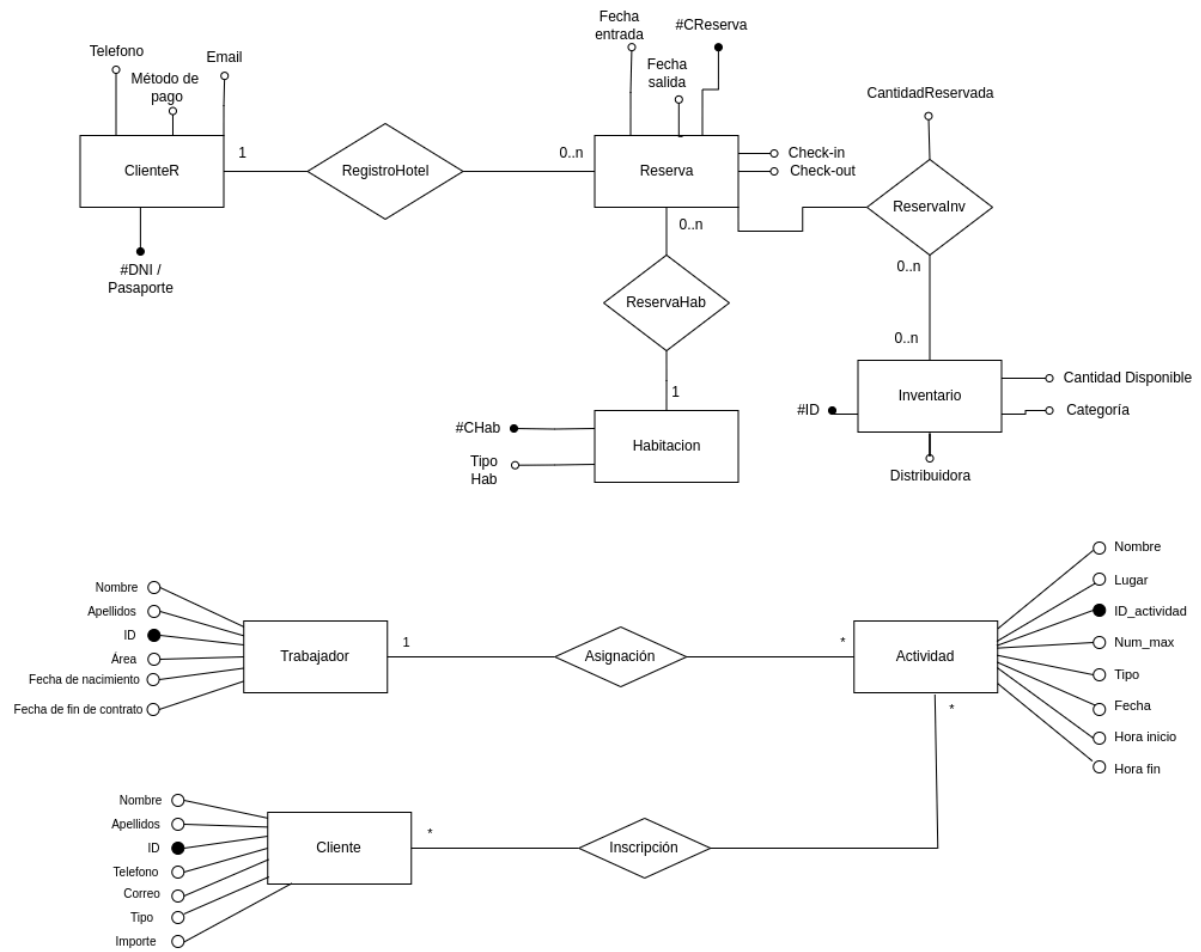 Fecha
entrada
#CReserva
Telefono
Email
Método de
pago
Fecha
salida
CantidadReservada
ClienteR
1
RegistroHotel
0..n
Reserva
Check-in
Check-out
ReservaInv
0..n
0..n
#DNI /
Pasaporte
ReservaHab
0..n
1
#CHab
Tipo
Hab
Habitacion
#ID
Inventario
Cantidad Disponible
Categoría
Distribuidora
Nombre
Apellidos
ID
Área
Fecha de nacimiento
Fecha de fin de contrato
Trabajador
1
Asignación
*
Actividad
*
Nombre
Lugar
ID_actividad
Num_max
Tipo
Fecha
Hora inicio
Hora fin
Nombre
Apellidos
ID
Telefono
Correo
Tipo
Importe
Cliente
*
Inscripción